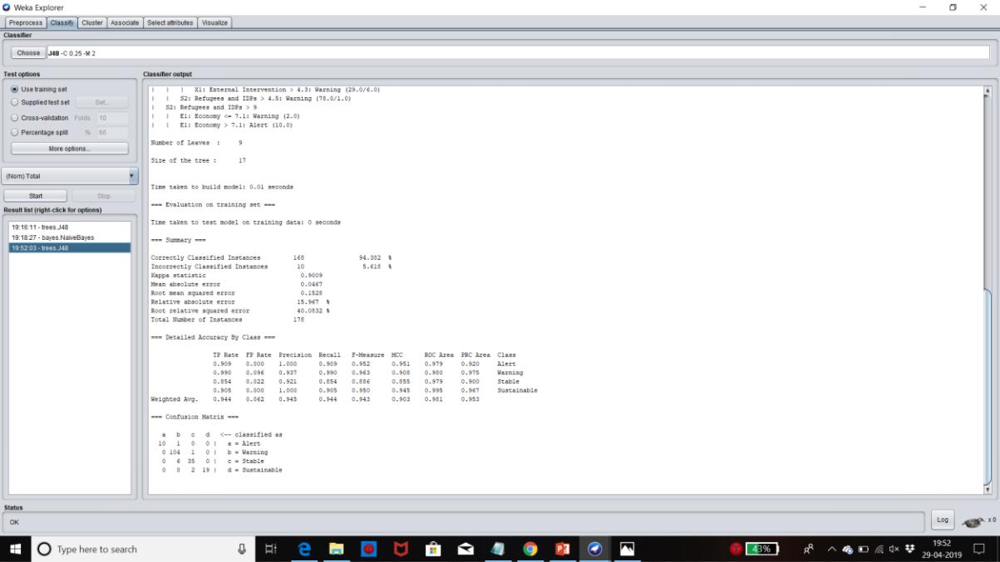 Weka Explorer
Preprocess Classify Cluster Associate Select attributes Visualize
Classifier
Choose J48 -C 0.25 -M 2
Test options
Use training set
Supplied test set Set...
Cross-validation Folds 10
Percentage split % 66
More options...
(Nom) Total
Start Stop
Result list (right-click for options)
19:16:11 - trees.J48
19:18:27 - bayes.NaiveBayes
19:52:03 - trees.J48
Classifier output
| | | X1: External Intervention > 4.3: Warning (29.0/6.0)
| | S2: Refugees and IDPs > 4.5: Warning (78.0/1.0)
| S2: Refugees and IDPs > 9
| | E1: Economy <= 7.1: Warning (2.0)
| | E1: Economy > 7.1: Alert (10.0)
Number of Leaves : 9
Size of the tree : 17
Time taken to build model: 0.01 seconds
=== Evaluation on training set ===
Time taken to test model on training data: 0 seconds
=== Summary ===
Correctly Classified Instances 168 94.382 %
Incorrectly Classified Instances 10 5.618 %
Kappa statistic 0.9009
Mean absolute error 0.0467
Root mean squared error 0.1528
Relative absolute error 15.967 %
Root relative squared error 40.0832 %
Total Number of Instances 178
=== Detailed Accuracy By Class ===
TP Rate FP Rate Precision Recall F-Measure MCC ROC Area PRC Area Class
0.909 0.000 1.000 0.909 0.952 0.951 0.979 0.920 Alert
0.990 0.096 0.937 0.990 0.963 0.908 0.980 0.975 Warning
0.854 0.022 0.921 0.854 0.886 0.855 0.979 0.900 Stable
0.905 0.000 1.000 0.905 0.950 0.945 0.995 0.967 Sustainable
Weighted Avg. 0.944 0.062 0.945 0.944 0.943 0.903 0.981 0.953
=== Confusion Matrix ===
a b c d <-- classified as
10 1 0 0 | a = Alert
0 104 1 0 | b = Warning
0 6 35 0 | c = Stable
0 0 2 19 | d = Sustainable
Status
OK
Log x 0
Type here to search
43%
19:52
29-04-2019